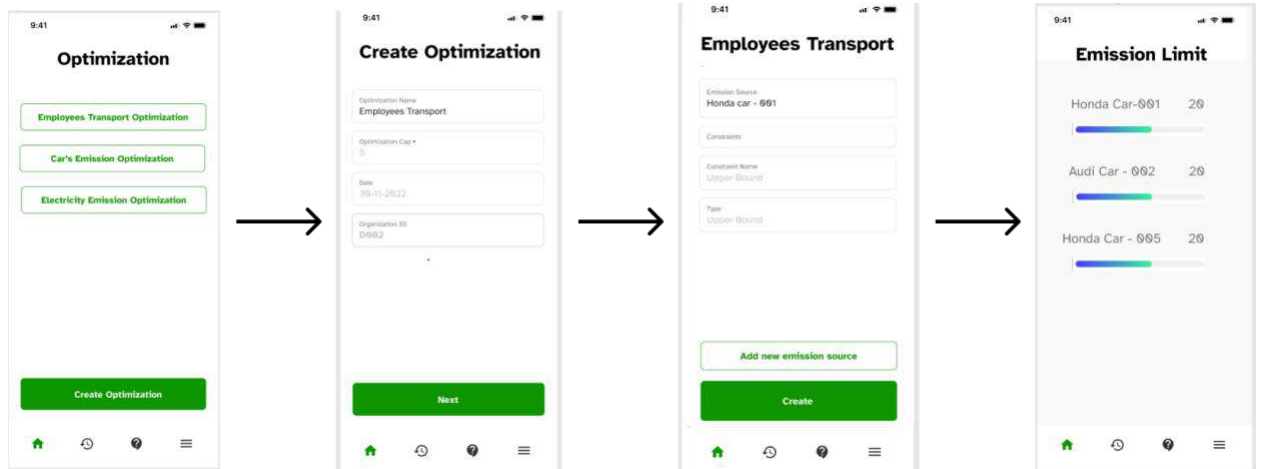 9:41
Optimization
Employees Transport Optimization
Car's Emission Optimization
Electricity Emission Optimization
Create Optimization
9:41
Create Optimization
Optimization Name
Employees Transport
Optimization Cap •
5
Date
30-11-2022
Organization ID
O002
Next
9:41
Employees Transport
Emission Source
Honda car - 001
Constraints
Constraint Name
Upper Bound
Type
Upper Bound
Add new emission source
Create
9:41
Emission Limit
Honda Car-001 20
Audi Car - 002 20
Honda Car - 005 20